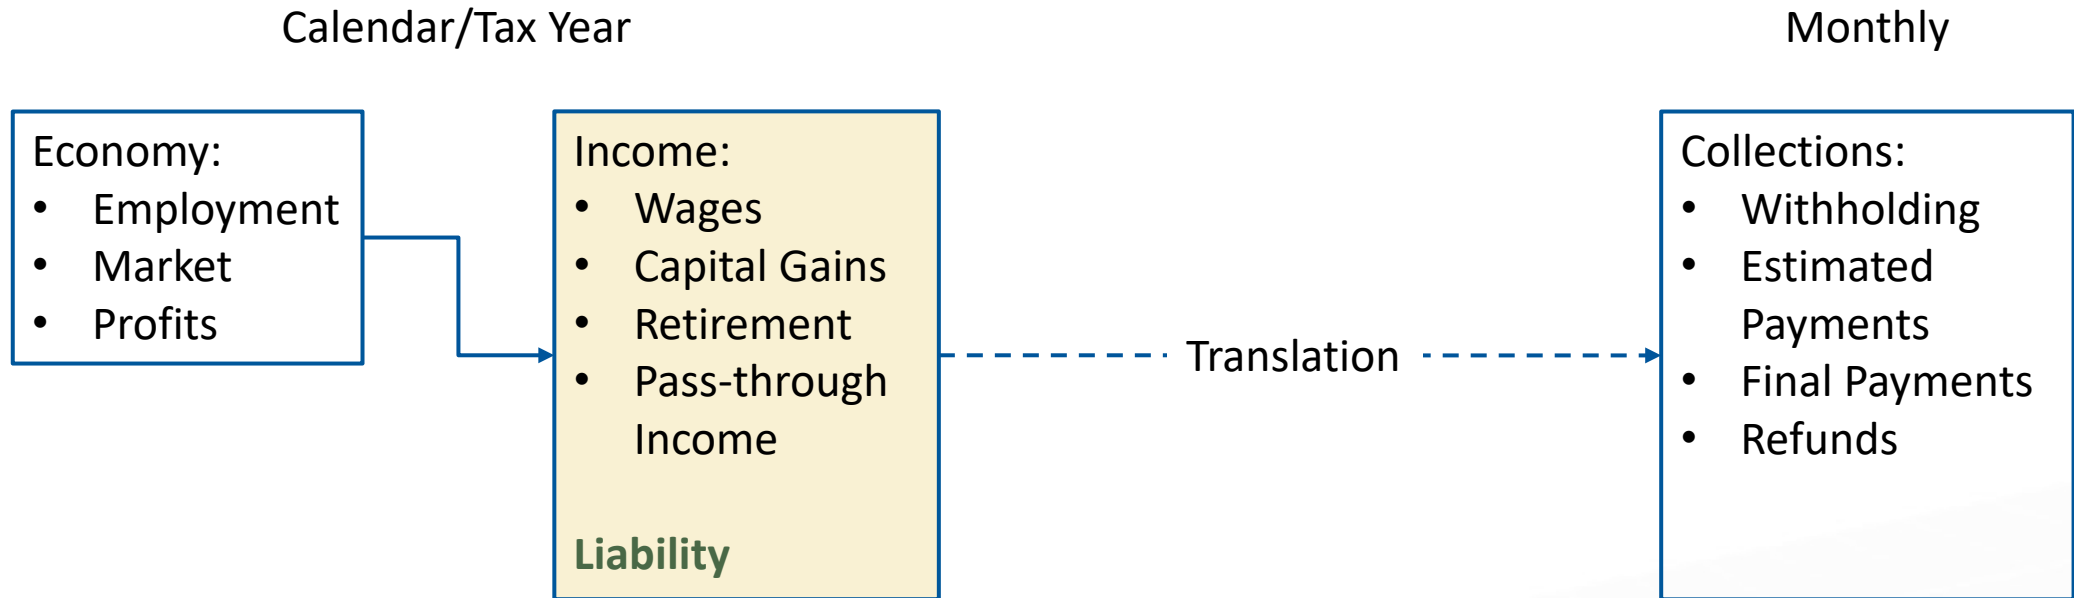 Calendar/Tax Year
Monthly
Economy:
• Employment
• Market
• Profits
Income:
• Wages
• Capital Gains
• Retirement
• Pass-through
Income
Liability
Translation
Collections:
• Withholding
• Estimated
Payments
• Final Payments
• Refunds